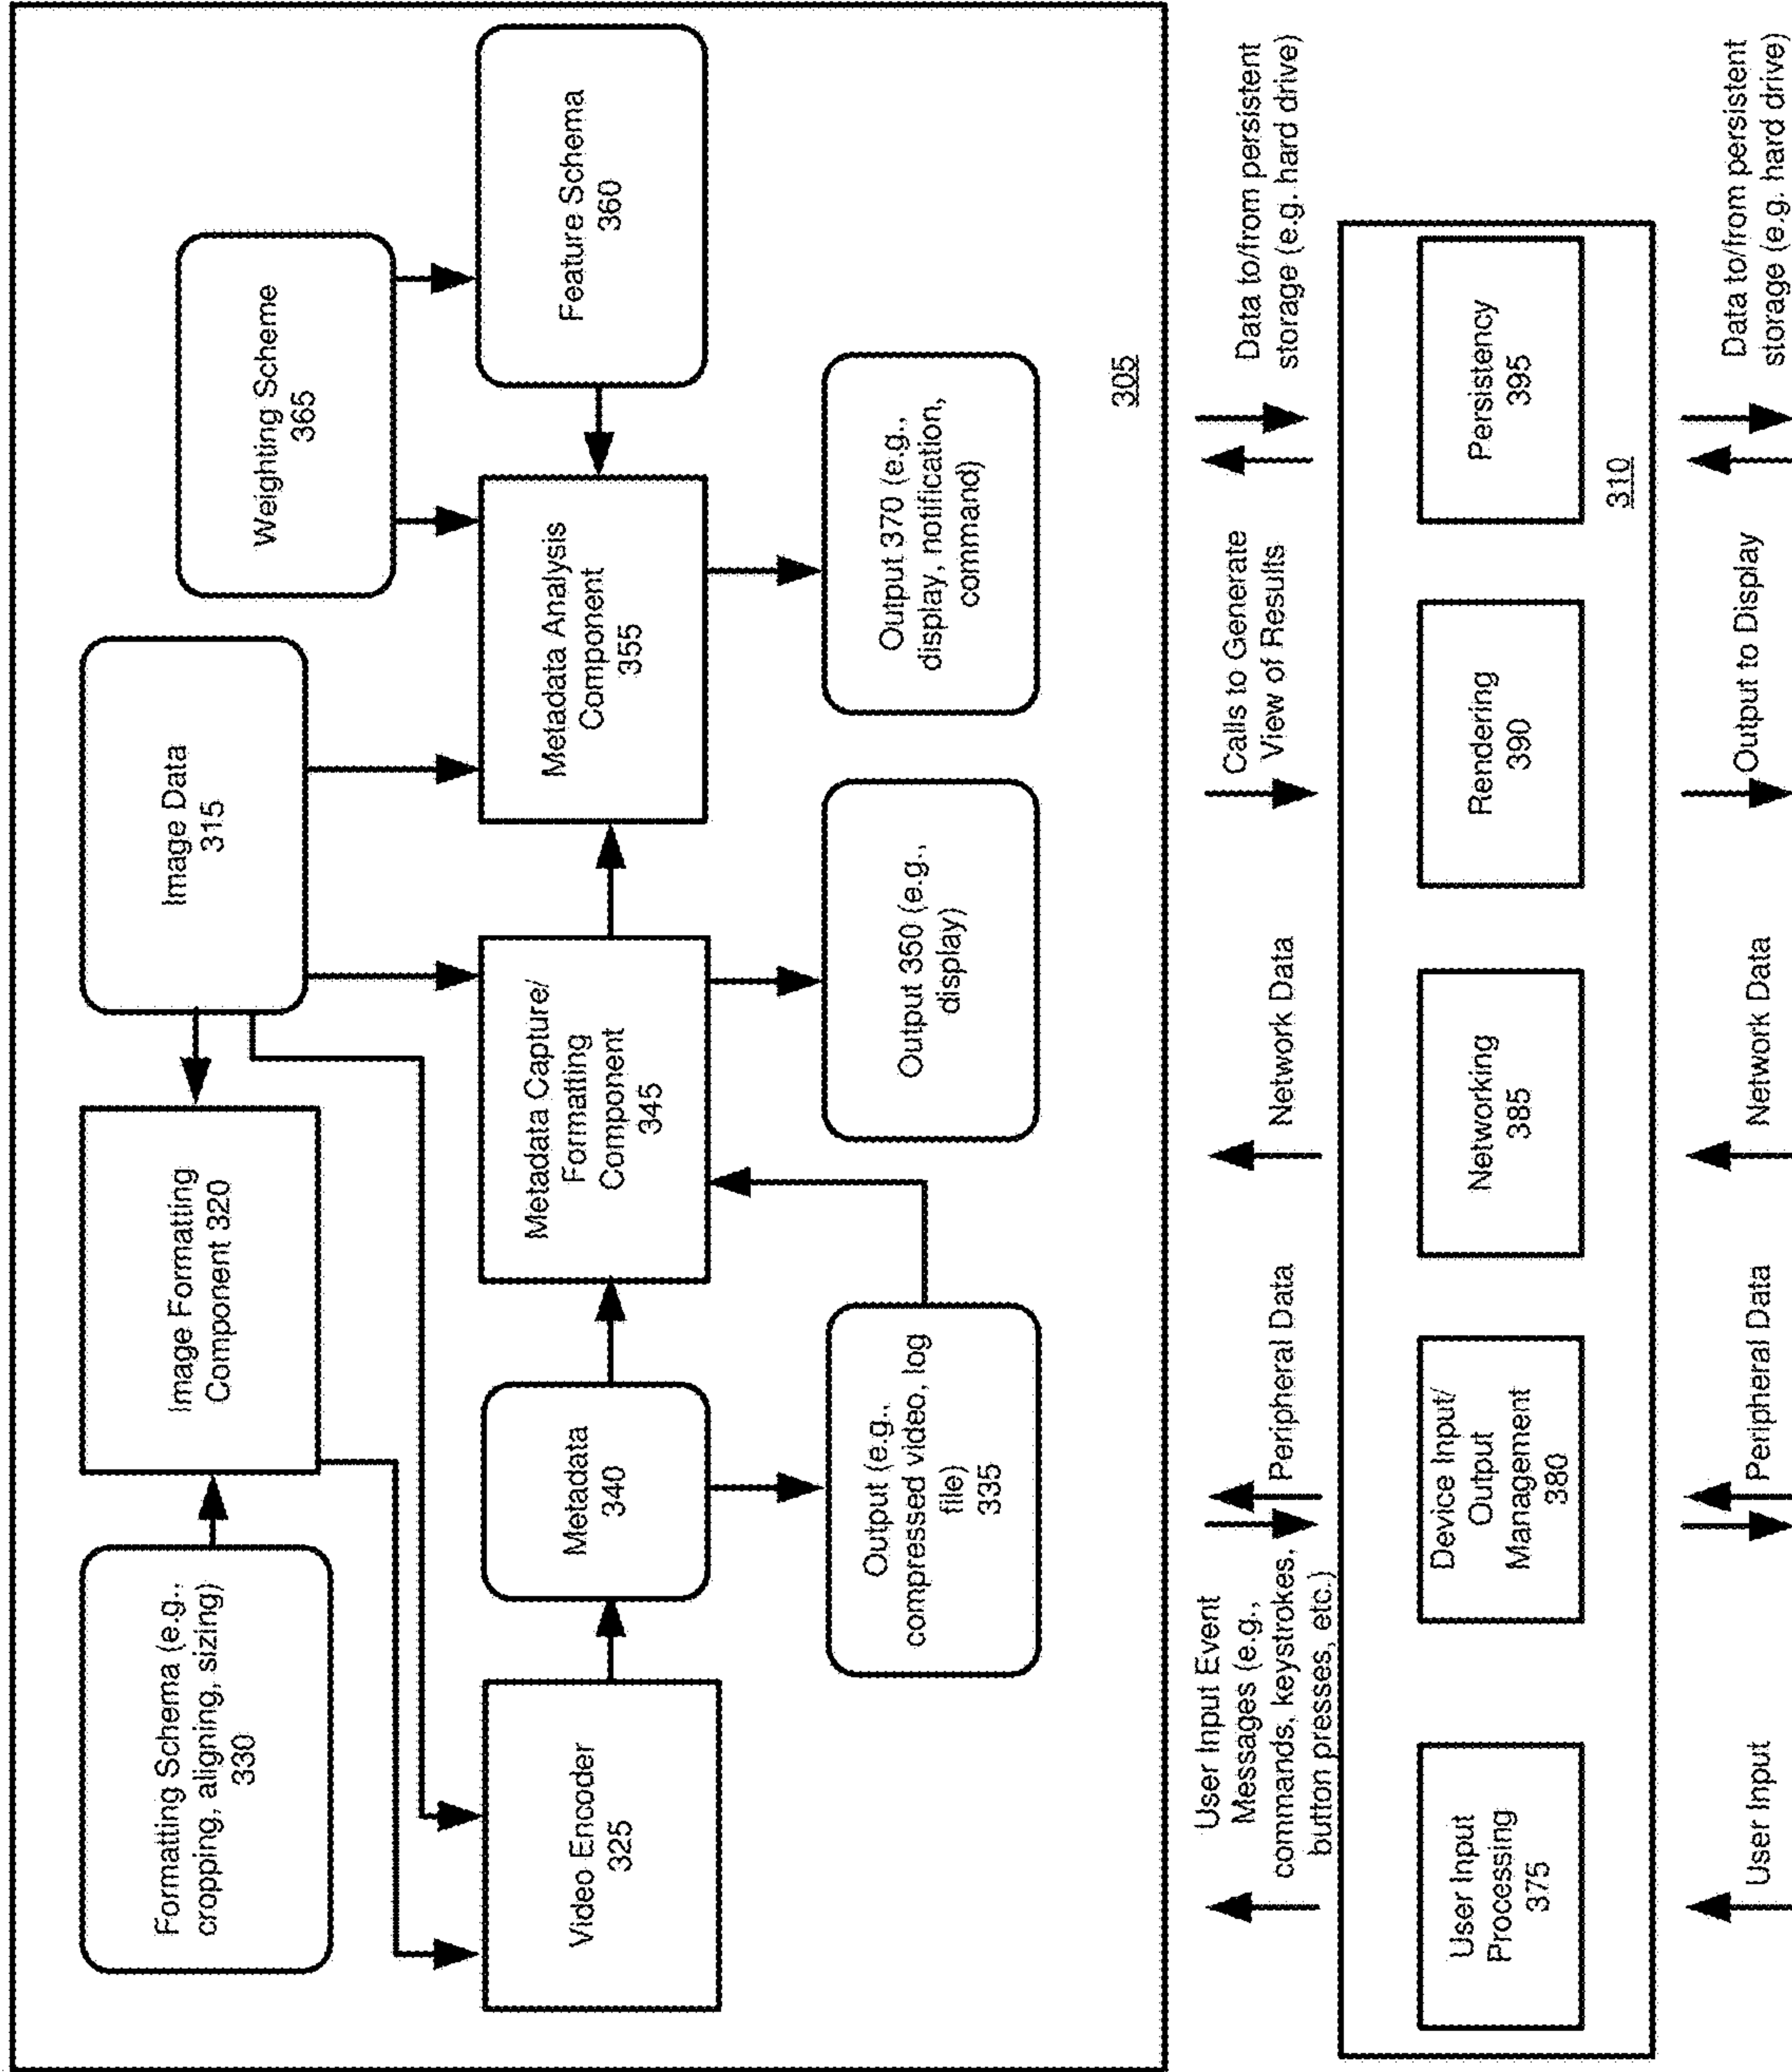 Formatting Schema (e.g.,
cropping, aligning, sizing)
330
Image Formatting
Component 320
Image Data
315
Weighting Scheme
365
Video Encoder
325
Metadata
340
Metadata Capture/
Formatting
Component
345
Metadata Analysis
Component
355
Feature Schema
360
Output (e.g.,
compressed video, log
file)
335
Output 350 (e.g.,
display)
Output 370 (e.g.,
display, notification,
command)
305
User Input Event
Messages (e.g.,
commands, keystrokes,
button presses, etc.)
Peripheral Data
Network Data
Calls to Generate
View of Results
Data to/from persistent
storage (e.g. hard drive)
User Input
Processing
375
Device Input/
Output
Management
380
Networking
385
Rendering
390
Persistency
395
310
User Input
Peripheral Data
Network Data
Output to Display
Data to/from persistent
storage (e.g. hard drive)